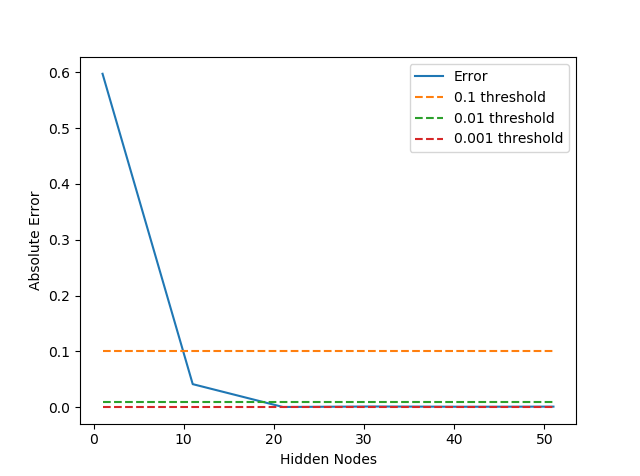 Error
0.1 threshold
0.01 threshold
0.001 threshold
Absolute Error
0.6
0.5
0.4
0.3
0.2
0.1
0.0
0 10 20 30 40 50
Hidden Nodes